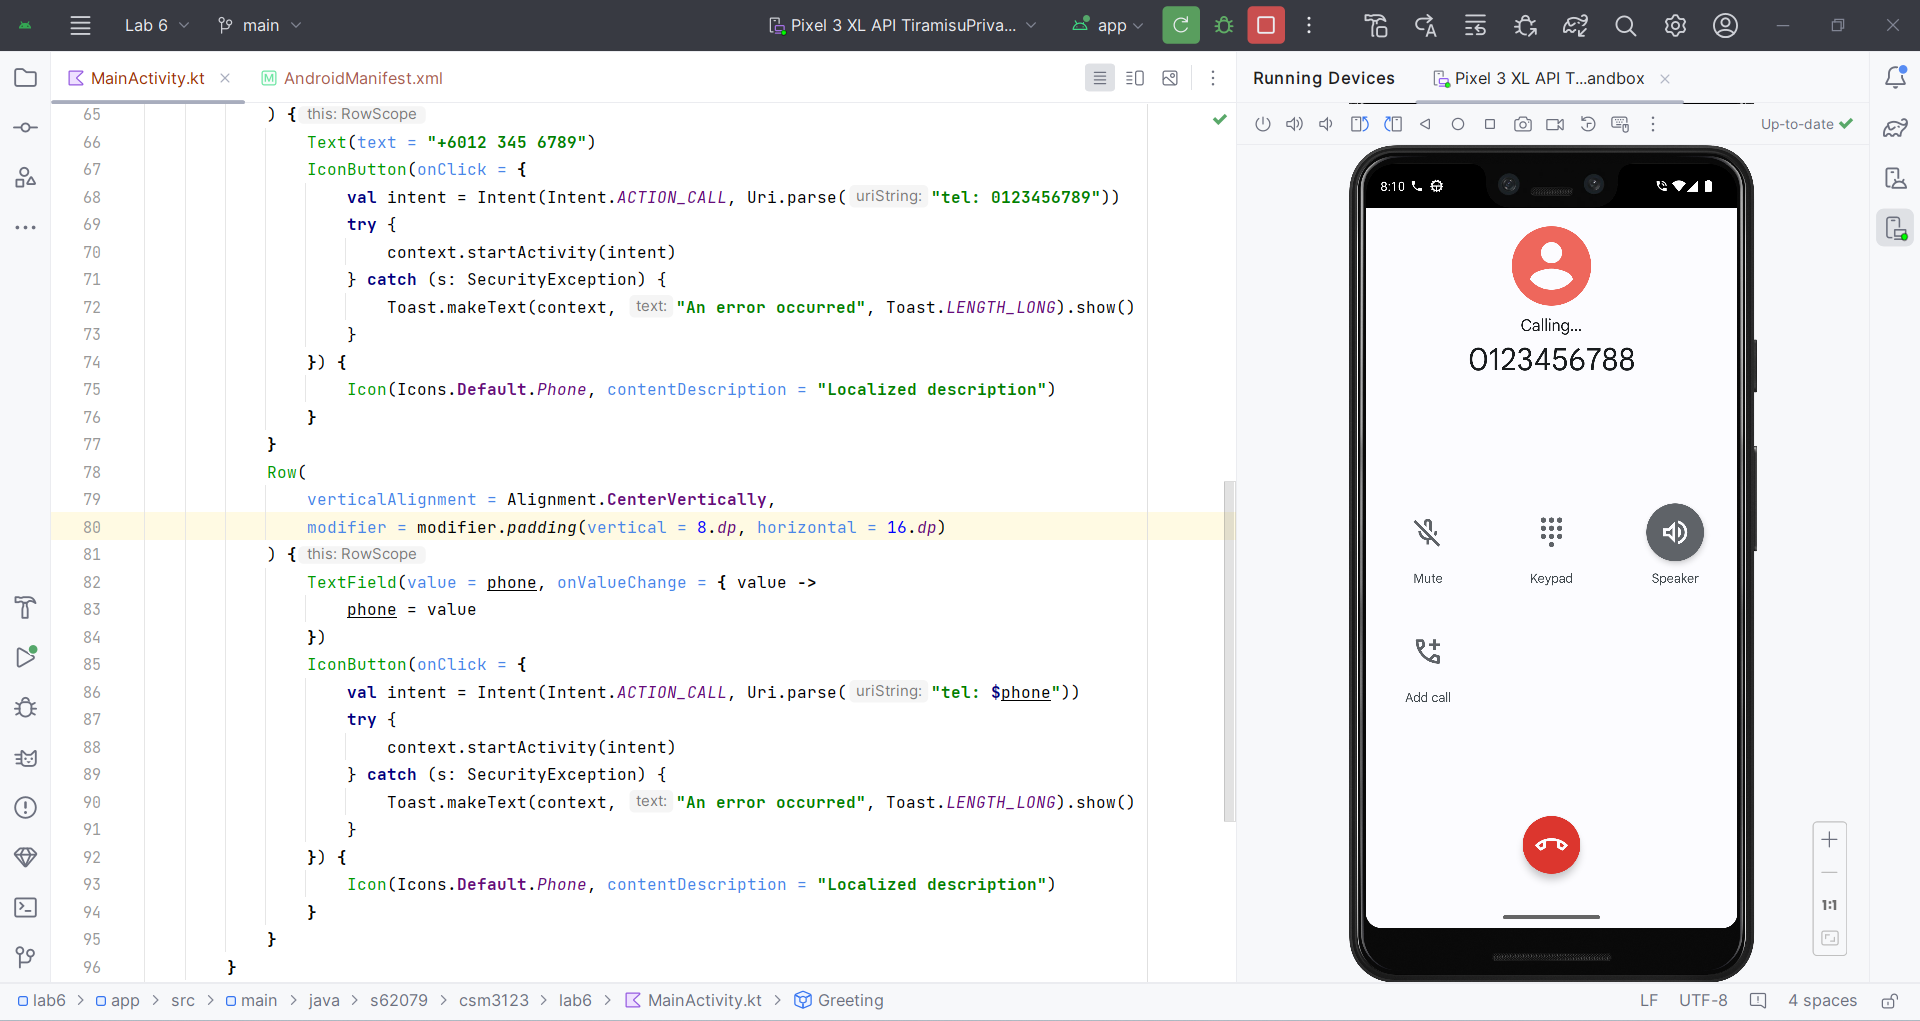 Lab 6
main
Pixel 3 XL API TiramisuPriva...
app
MainActivity.kt
AndroidManifest.xml
Running Devices
Pixel 3 XL API T...andbox
Up-to-date
65 ) { this: RowScope
66 Text(text = "+6012 345 6789")
67 IconButton(onClick = {
68 val intent = Intent(Intent.ACTION_CALL, Uri.parse( uriString: "tel: 0123456789"))
69 try {
70 context.startActivity(intent)
71 } catch (s: SecurityException) {
72 Toast.makeText(context, text: "An error occurred", Toast.LENGTH_LONG).show()
73 }
74 }) {
75 Icon(Icons.Default.Phone, contentDescription = "Localized description")
76 }
77 }
78 Row(
79 verticalAlignment = Alignment.CenterVertically,
80 modifier = modifier.padding(vertical = 8.dp, horizontal = 16.dp)
81 ) { this: RowScope
82 TextField(value = phone, onValueChange = { value ->
83 phone = value
84 })
85 IconButton(onClick = {
86 val intent = Intent(Intent.ACTION_CALL, Uri.parse( uriString: "tel: $phone"))
87 try {
88 context.startActivity(intent)
89 } catch (s: SecurityException) {
90 Toast.makeText(context, text: "An error occurred", Toast.LENGTH_LONG).show()
91 }
92 }) {
93 Icon(Icons.Default.Phone, contentDescription = "Localized description")
94 }
95 }
96 }
8:10
Calling...
0123456788
Mute
Keypad
Speaker
Add call
1:1
lab6 > app > src > main > java > s62079 > csm3123 > lab6 > MainActivity.kt > Greeting
LF
UTF-8
4 spaces